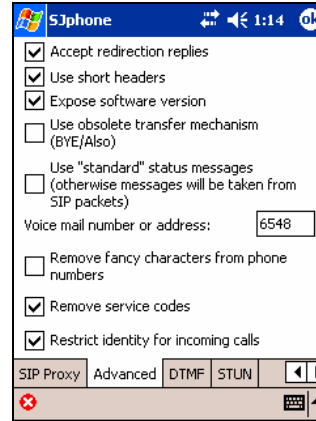 SJphone 1:14 ok
Accept redirection replies
Use short headers
Expose software version
Use obsolete transfer mechanism
(BYE/Also)
Use "standard" status messages
(otherwise messages will be taken from
SIP packets)
Voice mail number or address: 6548
Remove fancy characters from phone
numbers
Remove service codes
Restrict identity for incoming calls
SIP Proxy Advanced DTMF STUN